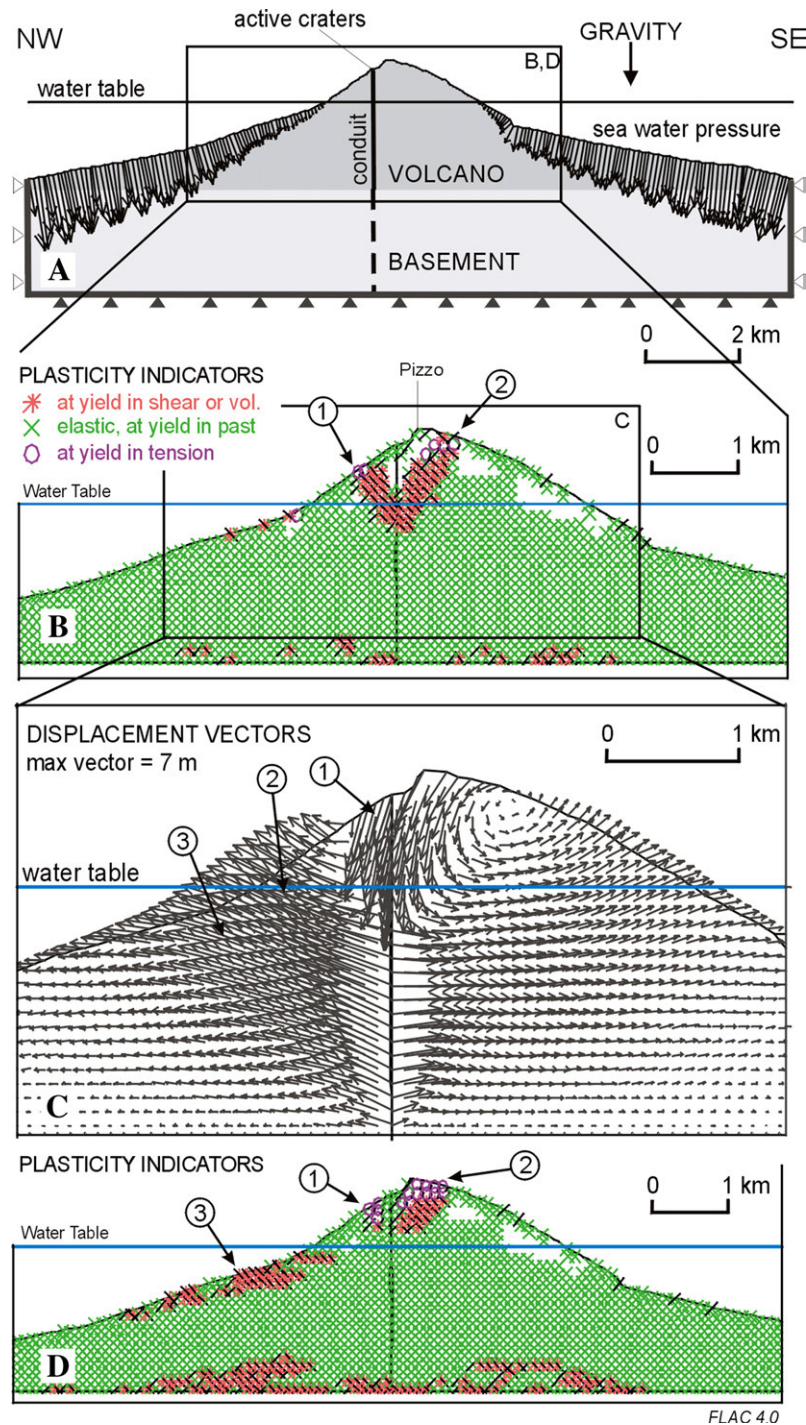 NW
active craters
GRAVITY
SE
B,D
water table
sea water pressure
conduit
VOLCANO
A
BASEMENT
0 2 km
PLASTICITY INDICATORS
at yield in shear or vol.
elastic, at yield in past
at yield in tension
Pizzo
1
2
C
0 1 km
Water Table
B
DISPLACEMENT VECTORS
max vector = 7 m
0 1 km
1
2
3
water table
C
PLASTICITY INDICATORS
1
2
0 1 km
3
Water Table
D
FLAC 4.0